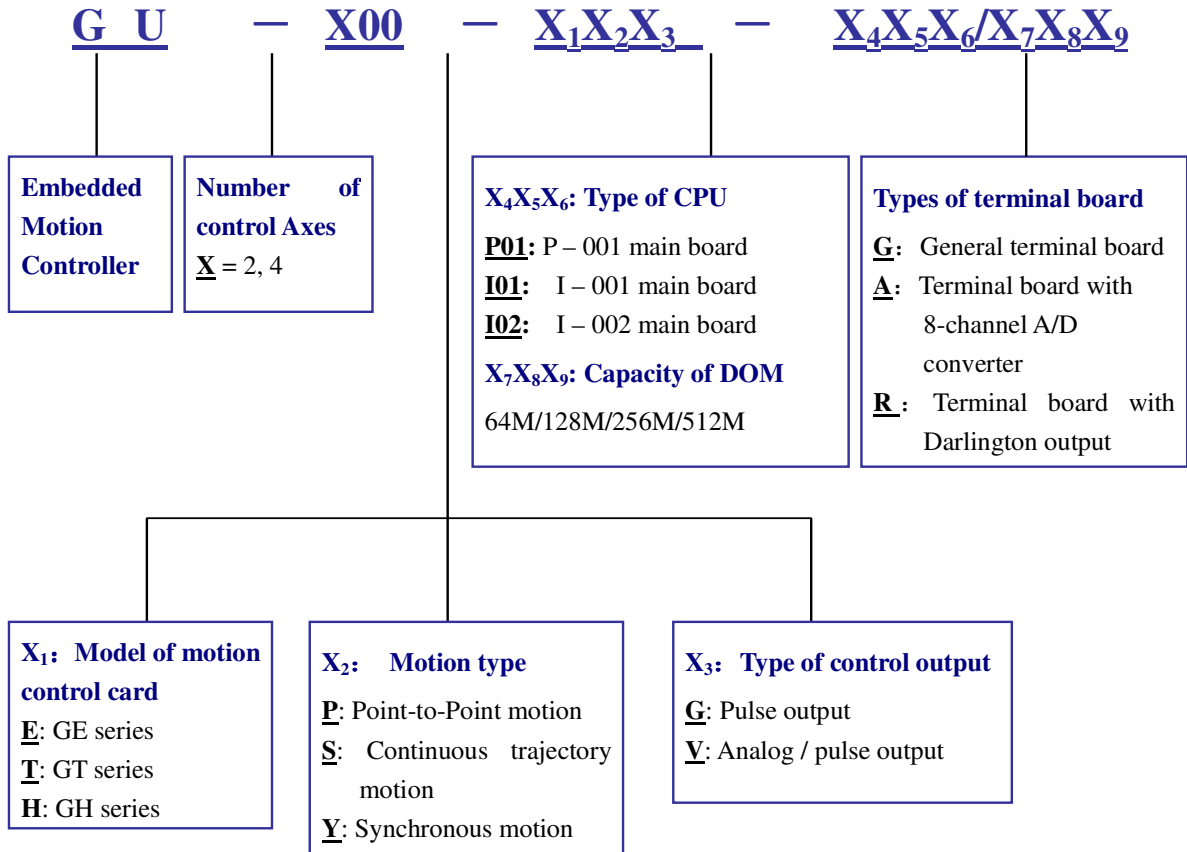 G U － X00 － X₁X₂X₃ － X₄X₅X₆/X₇X₈X₉
Embedded
Motion
Controller
Number of
control Axes
X = 2, 4
X₄X₅X₆: Type of CPU
P01: P – 001 main board
I01: I – 001 main board
I02: I – 002 main board
X₇X₈X₉: Capacity of DOM
64M/128M/256M/512M
Types of terminal board
G： General terminal board
A： Terminal board with
8-channel A/D
converter
R： Terminal board with
Darlington output
X₁： Model of motion
control card
E: GE series
T: GT series
H: GH series
X₂： Motion type
P: Point-to-Point motion
S: Continuous trajectory
motion
Y: Synchronous motion
X₃： Type of control output
G: Pulse output
V: Analog / pulse output